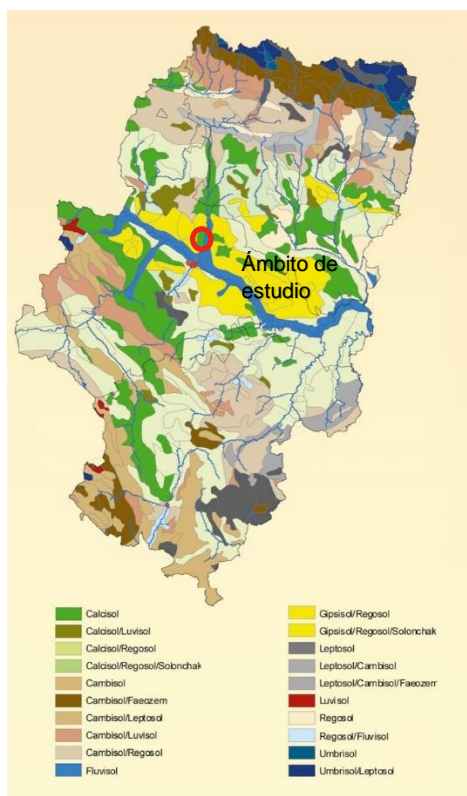 Ámbito de
estudio
Calcisol
Calcisol/Luvisol
Calcisol/Regosol
Calcisol/Regosol/Solonchak
Cambisol
Cambisol/Faeozem
Cambisol/Leptosol
Cambisol/Luvisol
Cambisol/Regosol
Fluvisol
Gipsisol/Regosol
Gipsisol/Regosol/Solonchak
Leptosol
Leptosol/Cambisol
Leptosol/Cambisol/Faeozem
Luvisol
Regosol
Regosol/Fluvisol
Umbrisol
Umbrisol/Leptosol